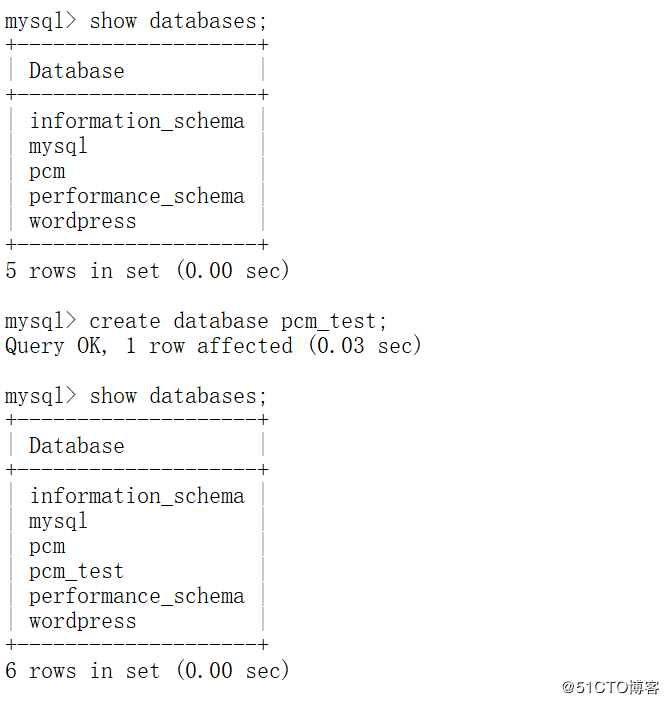 mysql> show databases;
+--------------------+
| Database           |
+--------------------+
| information_schema |
| mysql              |
| pcm                |
| performance_schema |
| wordpress          |
+--------------------+
5 rows in set (0.00 sec)
mysql> create database pcm_test;
Query OK, 1 row affected (0.03 sec)
mysql> show databases;
+--------------------+
| Database           |
+--------------------+
| information_schema |
| mysql              |
| pcm                |
| pcm_test           |
| performance_schema |
| wordpress          |
+--------------------+
6 rows in set (0.00 sec)
@51CTO博客